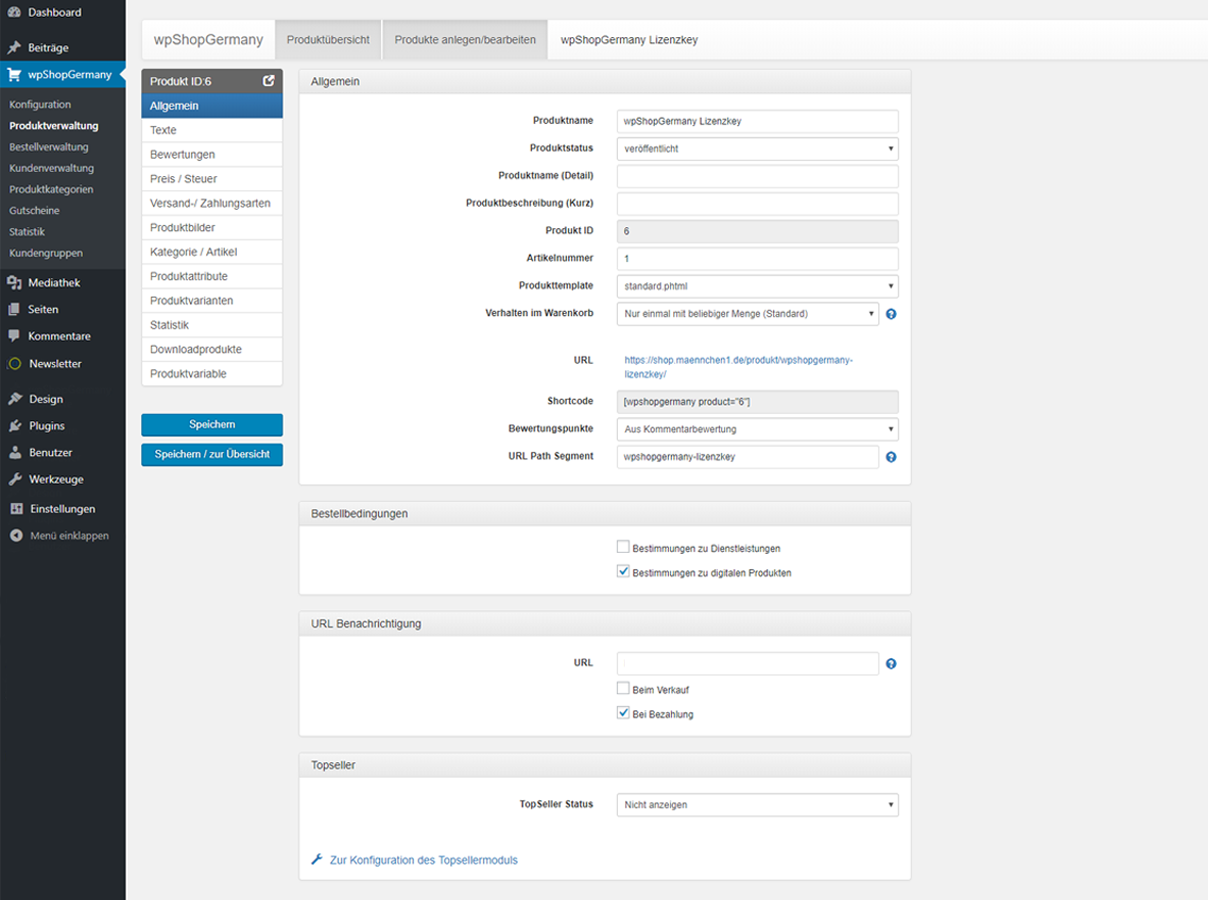 Dashboard
Beiträge
wpShopGermany
Konfiguration
Produktverwaltung
Bestellverwaltung
Kundenverwaltung
Produktkategorien
Gutscheine
Statistik
Kundengruppen
Mediathek
Seiten
Kommentare
Newsletter
Design
Plugins
Benutzer
Werkzeuge
Einstellungen
Menü einklappen
wpShopGermany Produktübersicht Produkte anlegen/bearbeiten wpShopGermany Lizenzkey
Produkt ID:6
Allgemein
Texte
Bewertungen
Preis / Steuer
Versand-/ Zahlungsarten
Produktbilder
Kategorie / Artikel
Produktattribute
Produktvarianten
Statistik
Downloadprodukte
Produktvariable
Speichern
Speichern / zur Übersicht
Allgemein
Produktname wpShopGermany Lizenzkey
Produktstatus veröffentlicht
Produktname (Detail)
Produktbeschreibung (Kurz)
Produkt ID 6
Artikelnummer 1
Produkttemplate standard.phtml
Verhalten im Warenkorb Nur einmal mit beliebiger Menge (Standard) ?
URL https://shop.maennchen1.de/produkt/wpshopgermany-
lizenzkey/
Shortcode [wpshopgermany product="6"]
Bewertungspunkte Aus Kommentarbewertung
URL Path Segment wpshopgermany-lizenzkey ?
Bestellbedingungen
Bestimmungen zu Dienstleistungen
Bestimmungen zu digitalen Produkten
URL Benachrichtigung
URL ?
Beim Verkauf
Bei Bezahlung
Topseller
TopSeller Status Nicht anzeigen
Zur Konfiguration des Topsellermoduls